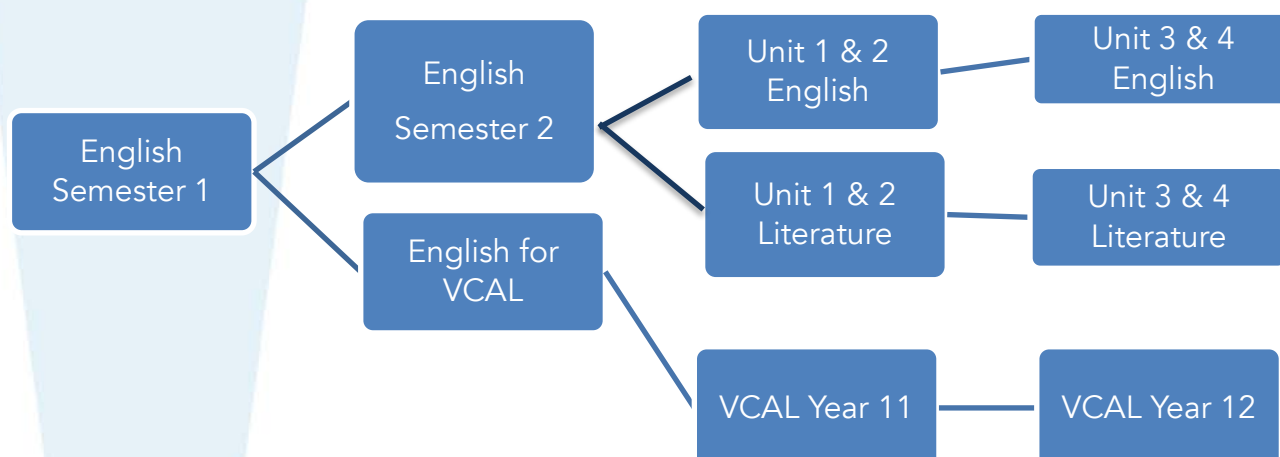 English
Semester 1
English
Semester 2
English for
VCAL
Unit 1 & 2
English
Unit 1 & 2
Literature
VCAL Year 11
Unit 3 & 4
English
Unit 3 & 4
Literature
VCAL Year 12